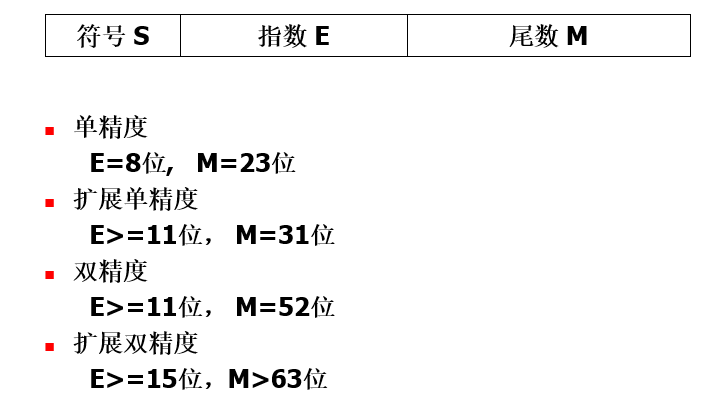 符号 S 指数 E 尾数 M
单精度
E=8位, M=23位
扩展单精度
E>=11位， M=31位
双精度
E>=11位， M=52位
扩展双精度
E>=15位，M>63位